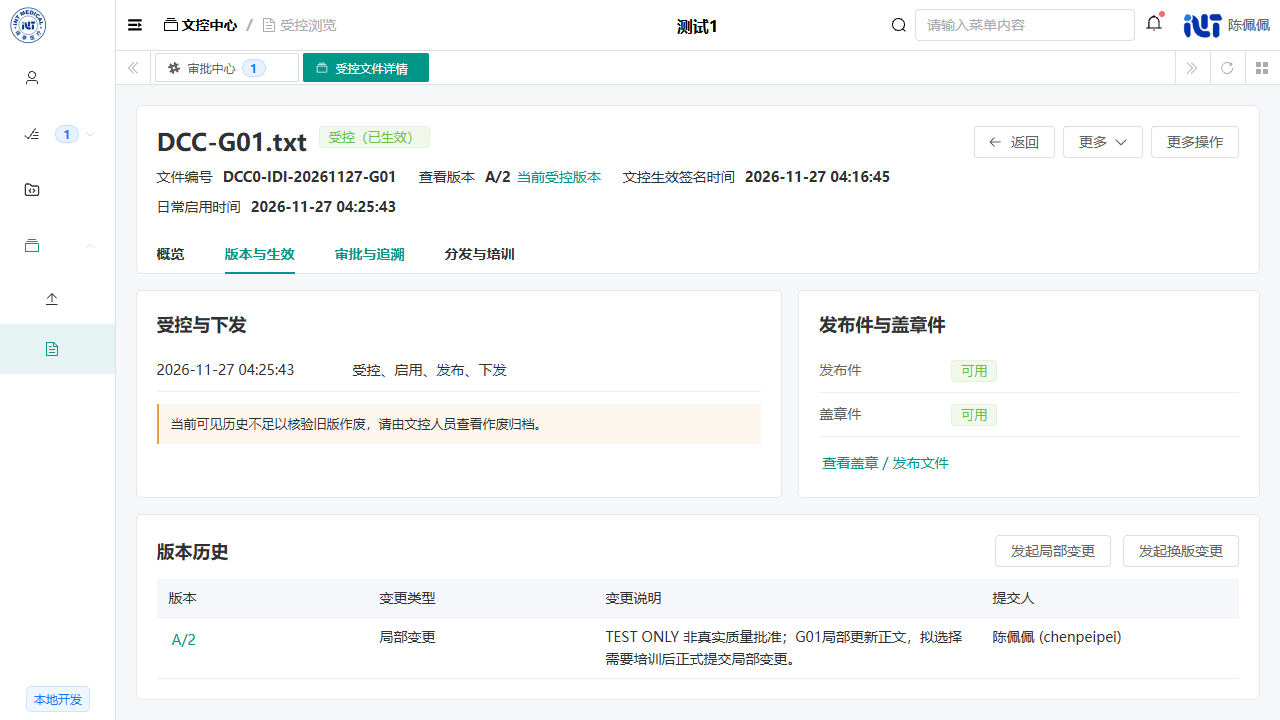 文控中心 / 受控浏览
测试1
请输入菜单内容
陈佩佩
审批中心 1
受控文件详情
1
DCC-G01.txt 受控（已生效）
返回
更多
更多操作
文件编号 DCC0-IDI-20261127-G01 查看版本 A/2 当前受控版本 文控生效签名时间 2026-11-27 04:16:45
日常启用时间 2026-11-27 04:25:43
概览 版本与生效 审批与追溯 分发与培训
受控与下发
2026-11-27 04:25:43 受控、启用、发布、下发
当前可见历史不足以核验旧版作废，请由文控人员查看作废归档。
发布件与盖章件
发布件 可用
盖章件 可用
查看盖章 / 发布文件
版本历史
发起局部变更 发起换版变更
版本 变更类型 变更说明 提交人
A/2 局部变更 TEST ONLY 非真实质量批准；G01局部更新正文，拟选择 陈佩佩 (chenpeipei)
需要培训后正式提交局部变更。
本地开发